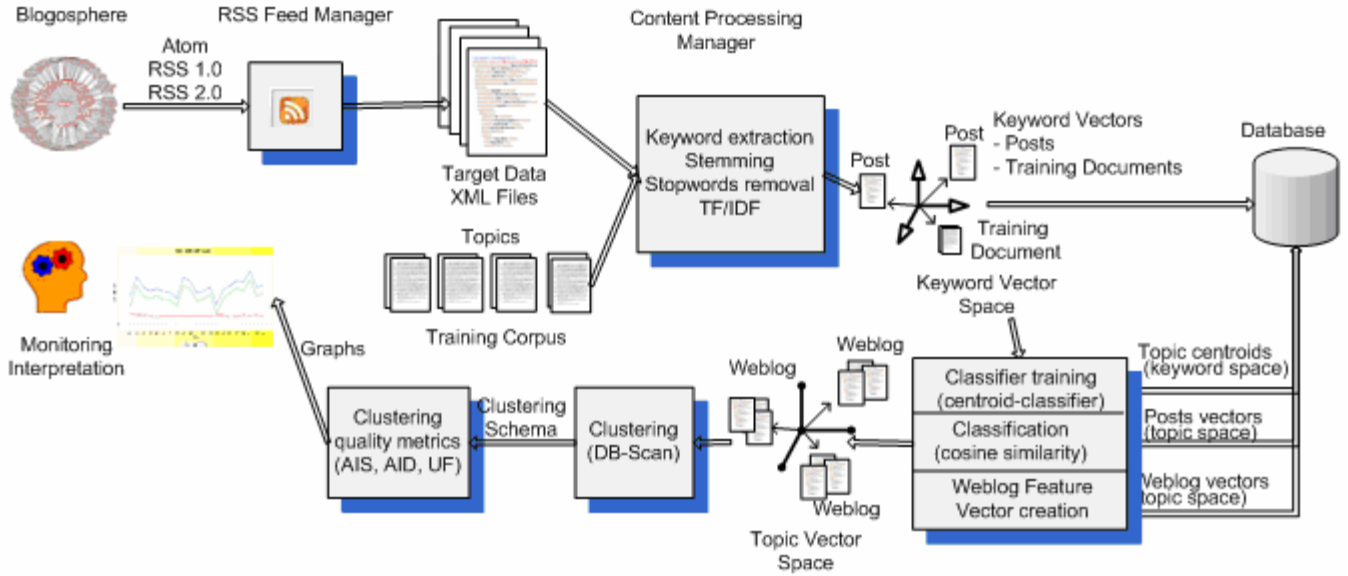 Blogosphere
RSS Feed Manager
Content Processing
Manager
Atom
RSS 1.0
RSS 2.0
Target Data
XML Files
Keyword extraction
Stemming
Stopwords removal
TF/IDF
Post
Post
Keyword Vectors
- Posts
- Training Documents
Database
Training
Document
Keyword Vector
Space
Topics
Training Corpus
Monitoring
Interpretation
Graphs
Clustering
quality metrics
(AIS, AID, UF)
Clustering
Schema
Clustering
(DB-Scan)
Weblog
Weblog
Weblog
Topic Vector
Space
Classifier training
(centroid-classifier)
Classification
(cosine similarity)
Weblog Feature
Vector creation
Topic centroids
(keyword space)
Posts vectors
(topic space)
Weblog vectors
topic space)